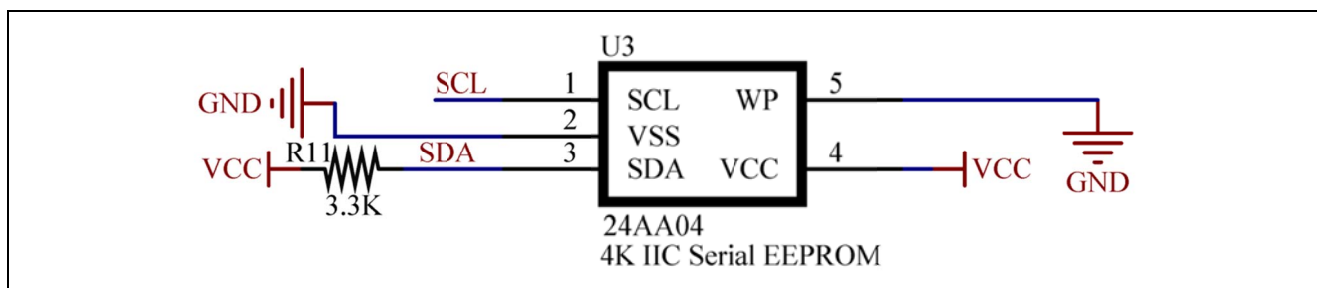 U3
SCL 1 SCL WP 5
GND 2 VSS
VCC R11 SDA 3 SDA VCC 4 VCC
3.3K GND
24AA04
4K IIC Serial EEPROM